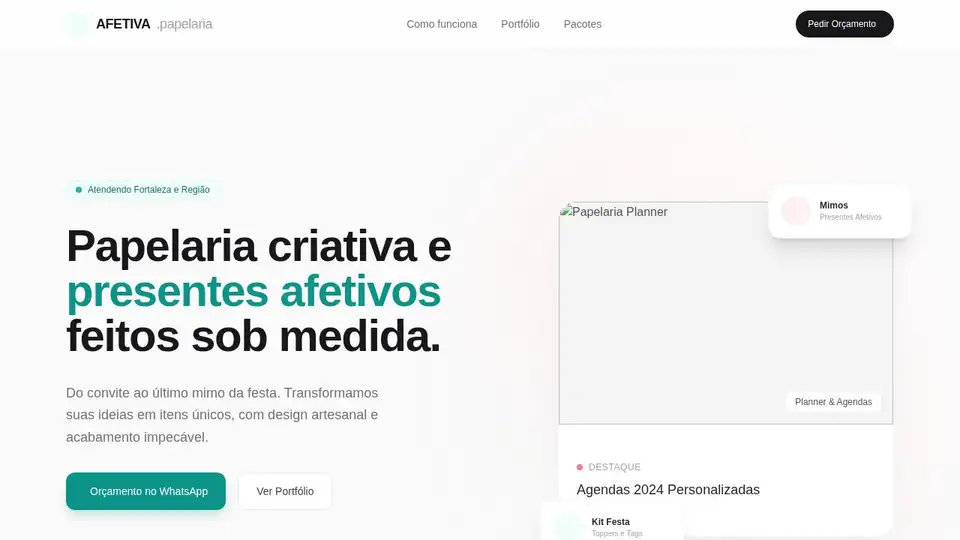 AFETIVA .papelaria
Como funciona
Portfólio
Pacotes
Pedir Orçamento
Atendendo Fortaleza e Região
Papelaria criativa e
presentes afetivos
feitos sob medida.
Do convite ao último mimo da festa. Transformamos
suas ideias em itens únicos, com design artesanal e
acabamento impecável.
Orçamento no WhatsApp
Ver Portfólio
Papelaria Planner
Mimos
Presentes Afetivos
Planner & Agendas
DESTAQUE
Agendas 2024 Personalizadas
Kit Festa
Toppers e Tags